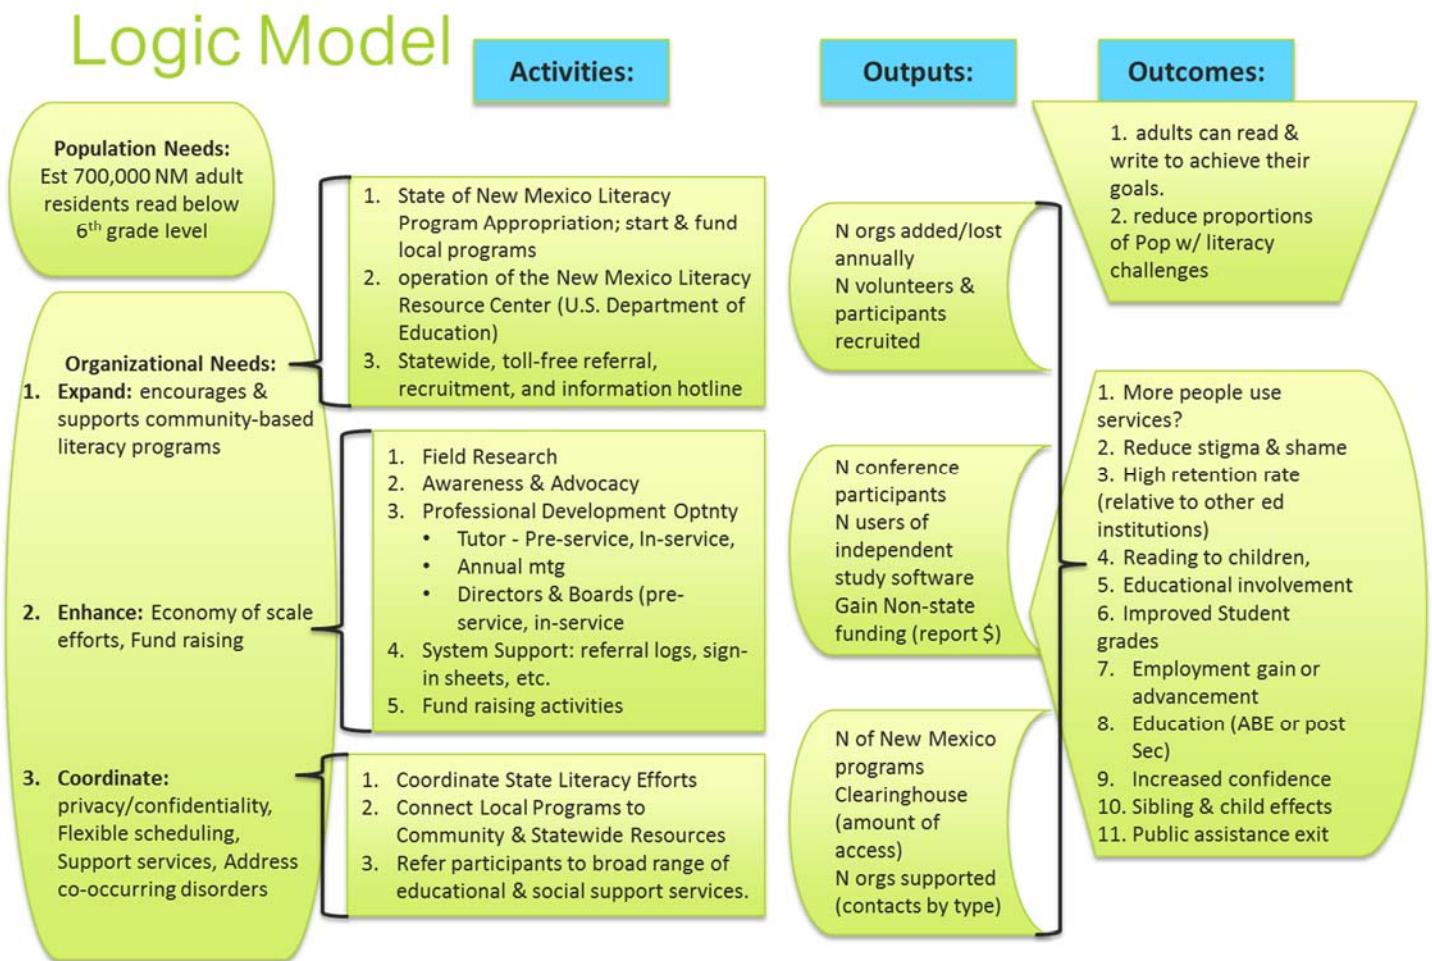 Logic Model
Activities:
Outputs:
Outcomes:
Population Needs:
Est 700,000 NM adult
residents read below
6th grade level
Organizational Needs:
1. Expand: encourages &
supports community-based
literacy programs
2. Enhance: Economy of scale
efforts, Fund raising
3. Coordinate:
privacy/confidentiality,
Flexible scheduling,
Support services, Address
co-occurring disorders
1. State of New Mexico Literacy
Program Appropriation; start & fund
local programs
2. operation of the New Mexico Literacy
Resource Center (U.S. Department of
Education)
3. Statewide, toll-free referral,
recruitment, and information hotline
1. Field Research
2. Awareness & Advocacy
3. Professional Development Optnty
• Tutor - Pre-service, In-service,
• Annual mtg
• Directors & Boards (pre-
service, in-service
4. System Support: referral logs, sign-
in sheets, etc.
5. Fund raising activities
1. Coordinate State Literacy Efforts
2. Connect Local Programs to
Community & Statewide Resources
3. Refer participants to broad range of
educational & social support services.
N orgs added/lost
annually
N volunteers &
participants
recruited
N conference
participants
N users of
independent
study software
Gain Non-state
funding (report $)
N of New Mexico
programs
Clearinghouse
(amount of
access)
N orgs supported
(contacts by type)
1. adults can read &
write to achieve their
goals.
2. reduce proportions
of Pop w/ literacy
challenges
1. More people use
services?
2. Reduce stigma & shame
3. High retention rate
(relative to other ed
institutions)
4. Reading to children,
5. Educational involvement
6. Improved Student
grades
7. Employment gain or
advancement
8. Education (ABE or post
Sec)
9. Increased confidence
10. Sibling & child effects
11. Public assistance exit